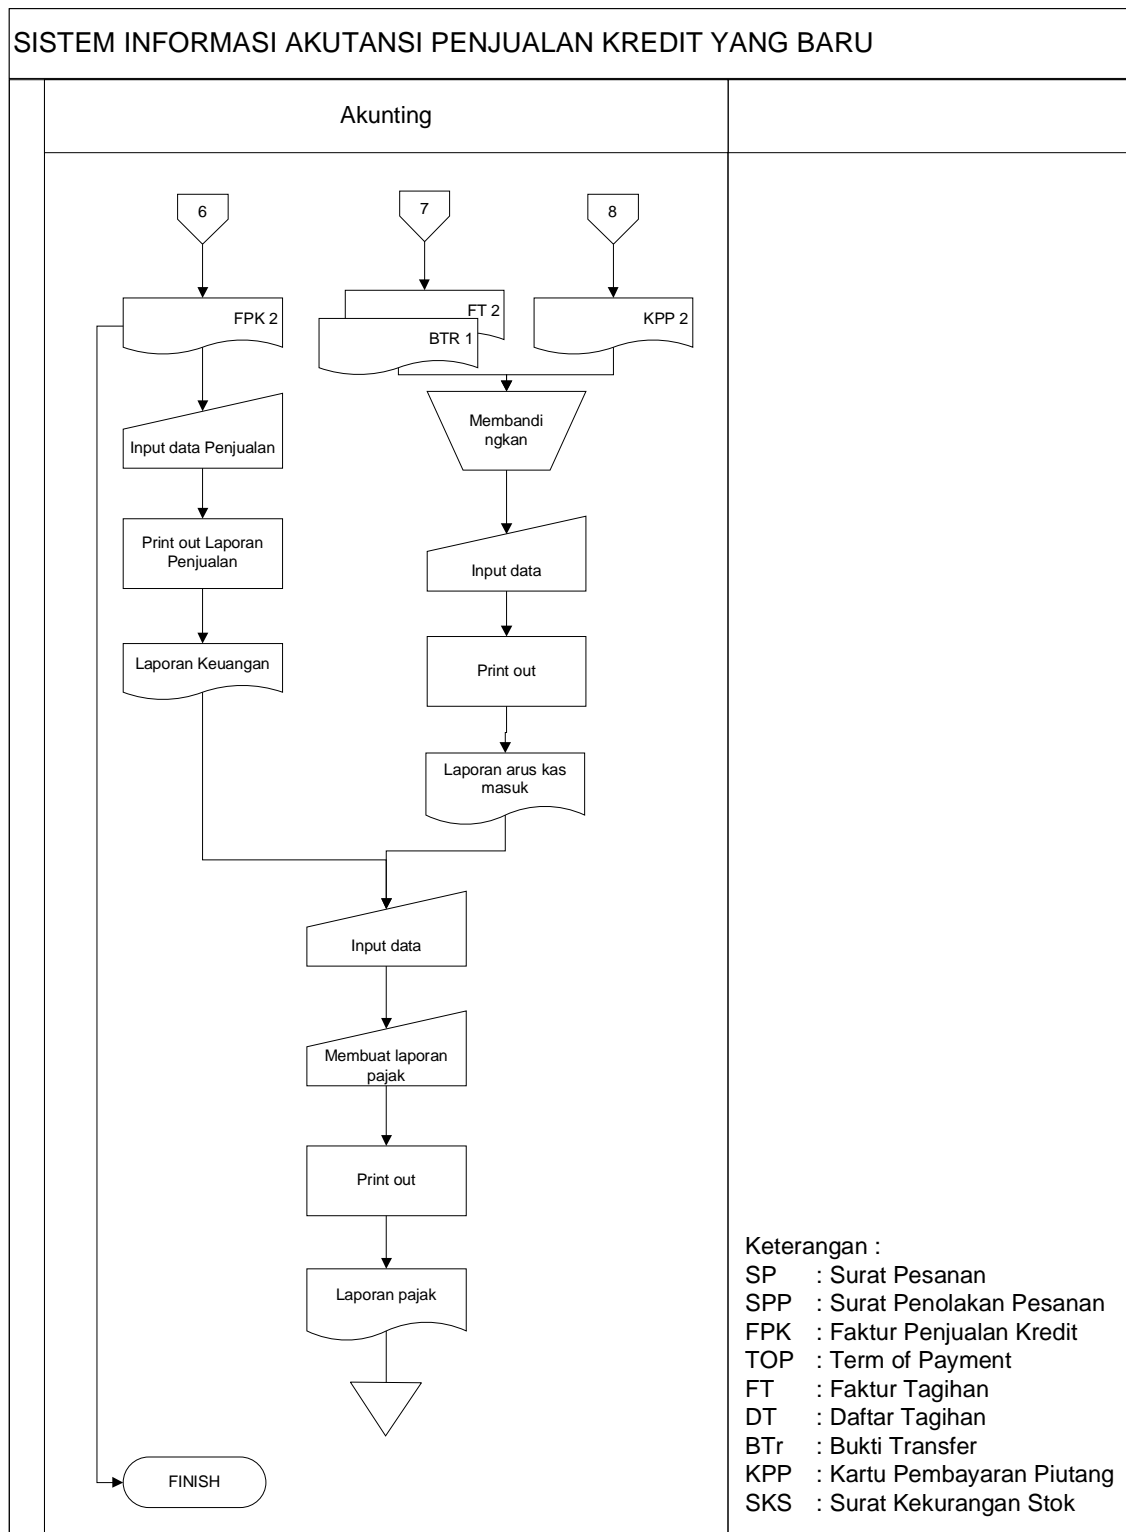 SISTEM INFORMASI AKUTANSI PENJUALAN KREDIT YANG BARU
Akunting
6
7
8
FPK 2
FT 2
BTR 1
KPP 2
Input data Penjualan
Membandi
ngkan
Print out Laporan
Penjualan
Input data
Laporan Keuangan
Print out
Laporan arus kas
masuk
Input data
Membuat laporan
pajak
Print out
Laporan pajak
FINISH
Keterangan :
SP : Surat Pesanan
SPP : Surat Penolakan Pesanan
FPK : Faktur Penjualan Kredit
TOP : Term of Payment
FT : Faktur Tagihan
DT : Daftar Tagihan
BTr : Bukti Transfer
KPP : Kartu Pembayaran Piutang
SKS : Surat Kekurangan Stok